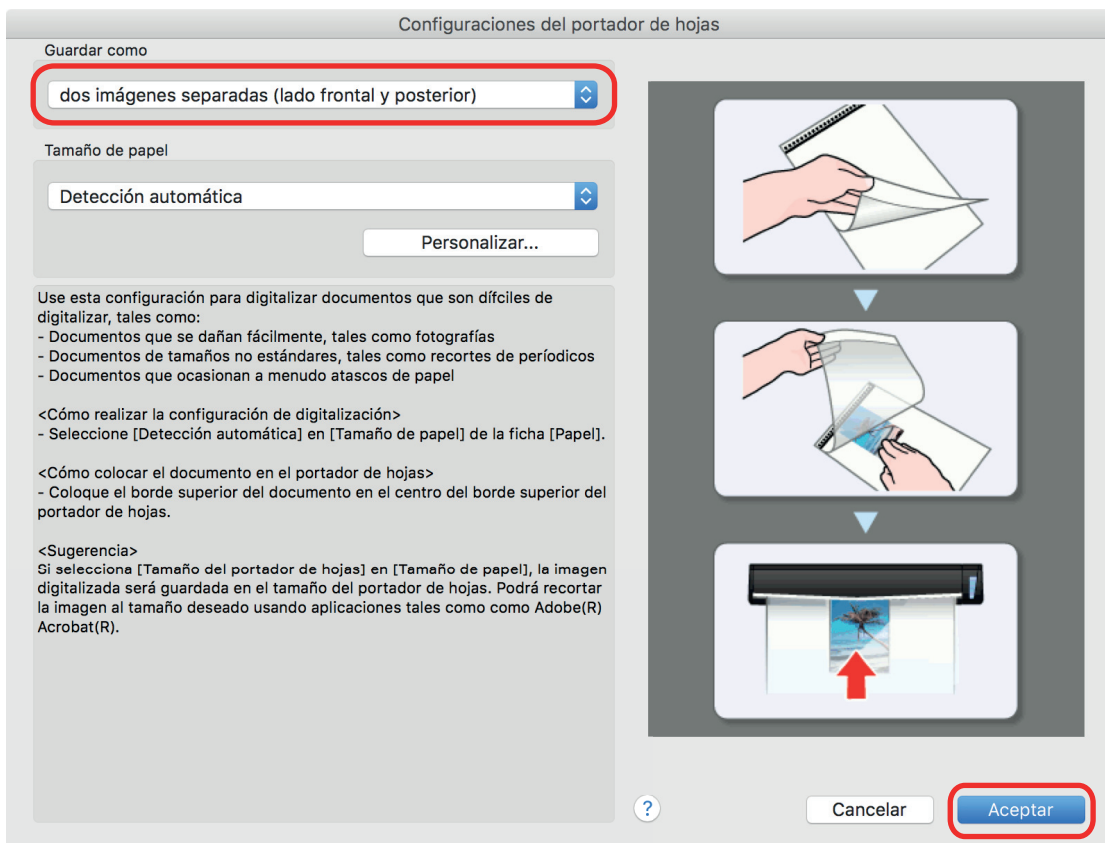 Configuraciones del portador de hojas
Guardar como
dos imágenes separadas (lado frontal y posterior)
Tamaño de papel
Detección automática
Personalizar...
Use esta configuración para digitalizar documentos que son difíciles de
digitalizar, tales como:
- Documentos que se dañan fácilmente, tales como fotografías
- Documentos de tamaños no estándares, tales como recortes de períodicos
- Documentos que ocasionan a menudo atascos de papel
<Cómo realizar la configuración de digitalización>
- Seleccione [Detección automática] en [Tamaño de papel] de la ficha [Papel].
<Cómo colocar el documento en el portador de hojas>
- Coloque el borde superior del documento en el centro del borde superior del
portador de hojas.
<Sugerencia>
Si selecciona [Tamaño del portador de hojas] en [Tamaño de papel], la imagen
digitalizada será guardada en el tamaño del portador de hojas. Podrá recortar
la imagen al tamaño deseado usando aplicaciones tales como como Adobe(R)
Acrobat(R).
?
Cancelar
Aceptar